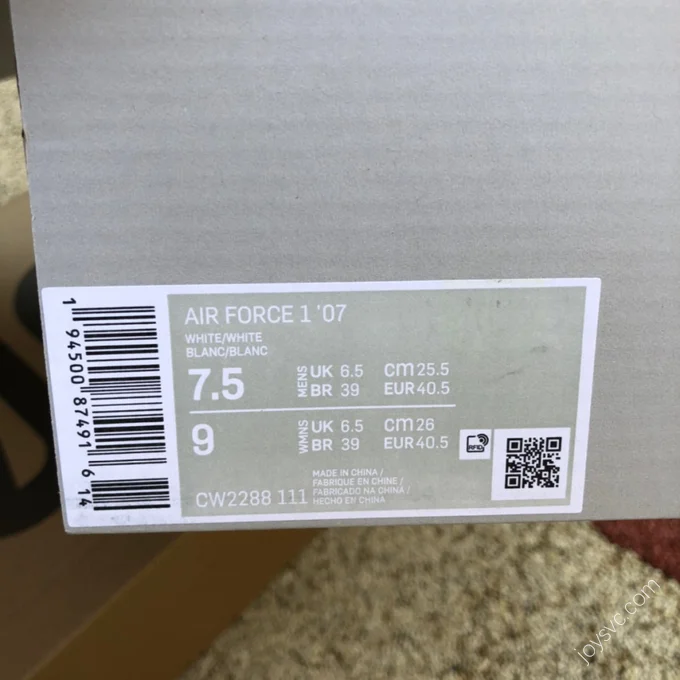 AIR FORCE 1 '07
WHITE/WHITE
BLANC/BLANC
7.5 MENS UK 6.5 CM 25.5
BR 39 EUR 40.5
9 WMNS UK 6.5 CM 26
BR 39 EUR 40.5
RFID
CW2288 111
MADE IN CHINA /
FABRIQUE EN CHINE /
FABRICADO NA CHINA /
HECHO EN CHINA
1 94500 87491 6 14
joysvc.com